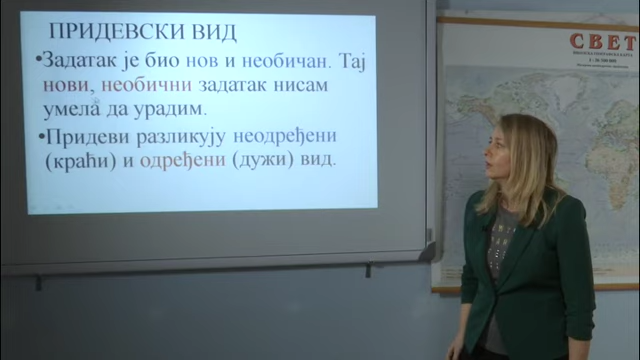 ПРИДЕВСКИ ВИД
•Задатак је био нов и необичан. Тај
нови, необични задатак нисам
умела да урадим.
•Придеви разликују неодређени
(краћи) и одређени (дужи) вид.
СВЕТ